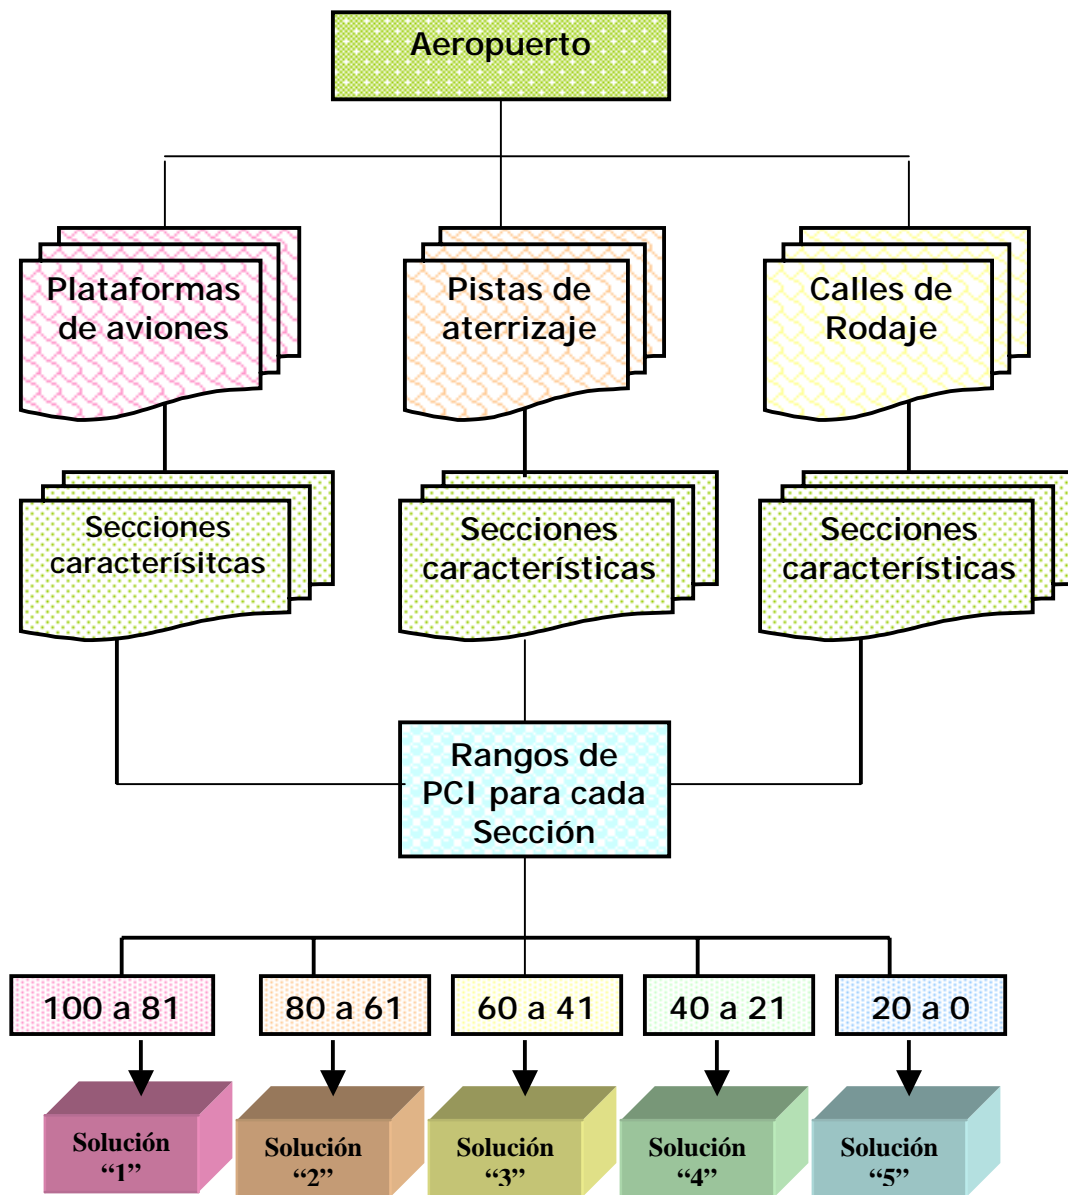 Aeropuerto
Plataformas
de aviones
Pistas de
aterrizaje
Calles de
Rodaje
Secciones
caracterísitcas
Secciones
características
Secciones
características
Rangos de
PCI para cada
Sección
100 a 81
80 a 61
60 a 41
40 a 21
20 a 0
Solución
“1”
Solución
“2”
Solución
“3”
Solución
“4”
Solución
“5”